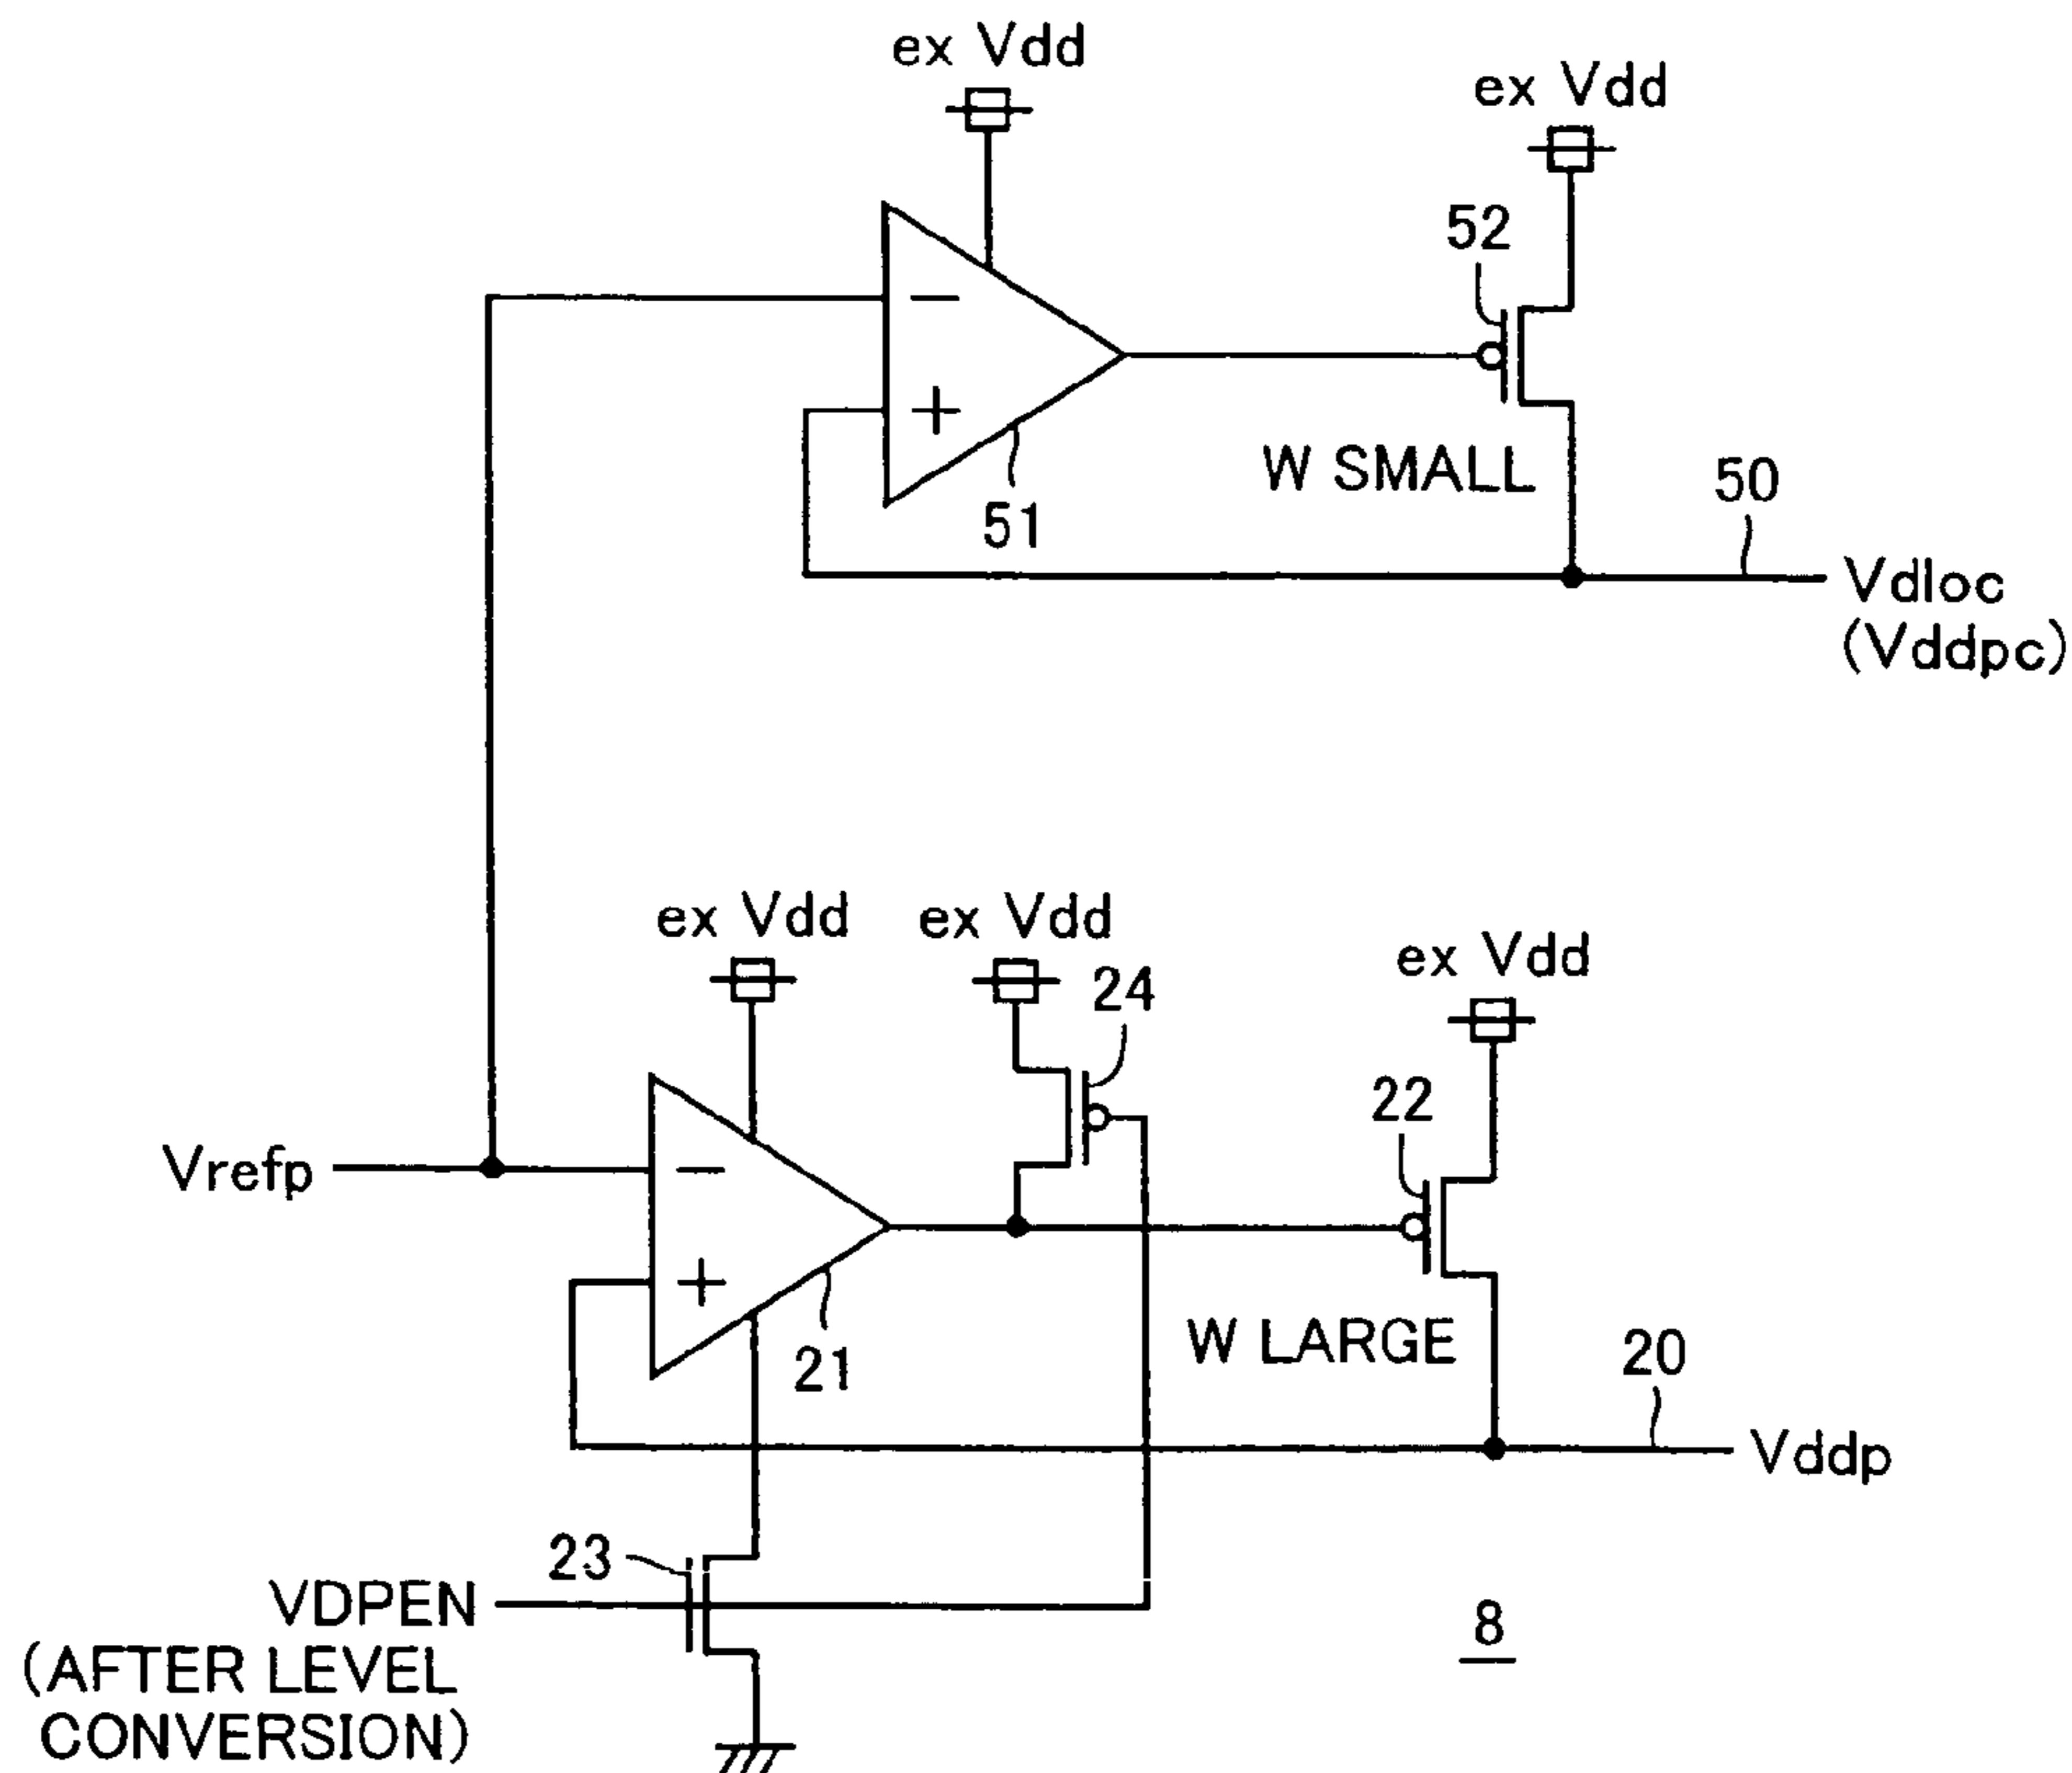 ex Vdd
ex Vdd
52
−
+
W SMALL
50
51
Vdloc
(Vddpc)
ex Vdd
ex Vdd
ex Vdd
24
22
Vrefp
−
+
W LARGE
21
20
Vddp
23
VDPEN
(AFTER LEVEL
CONVERSION)
8